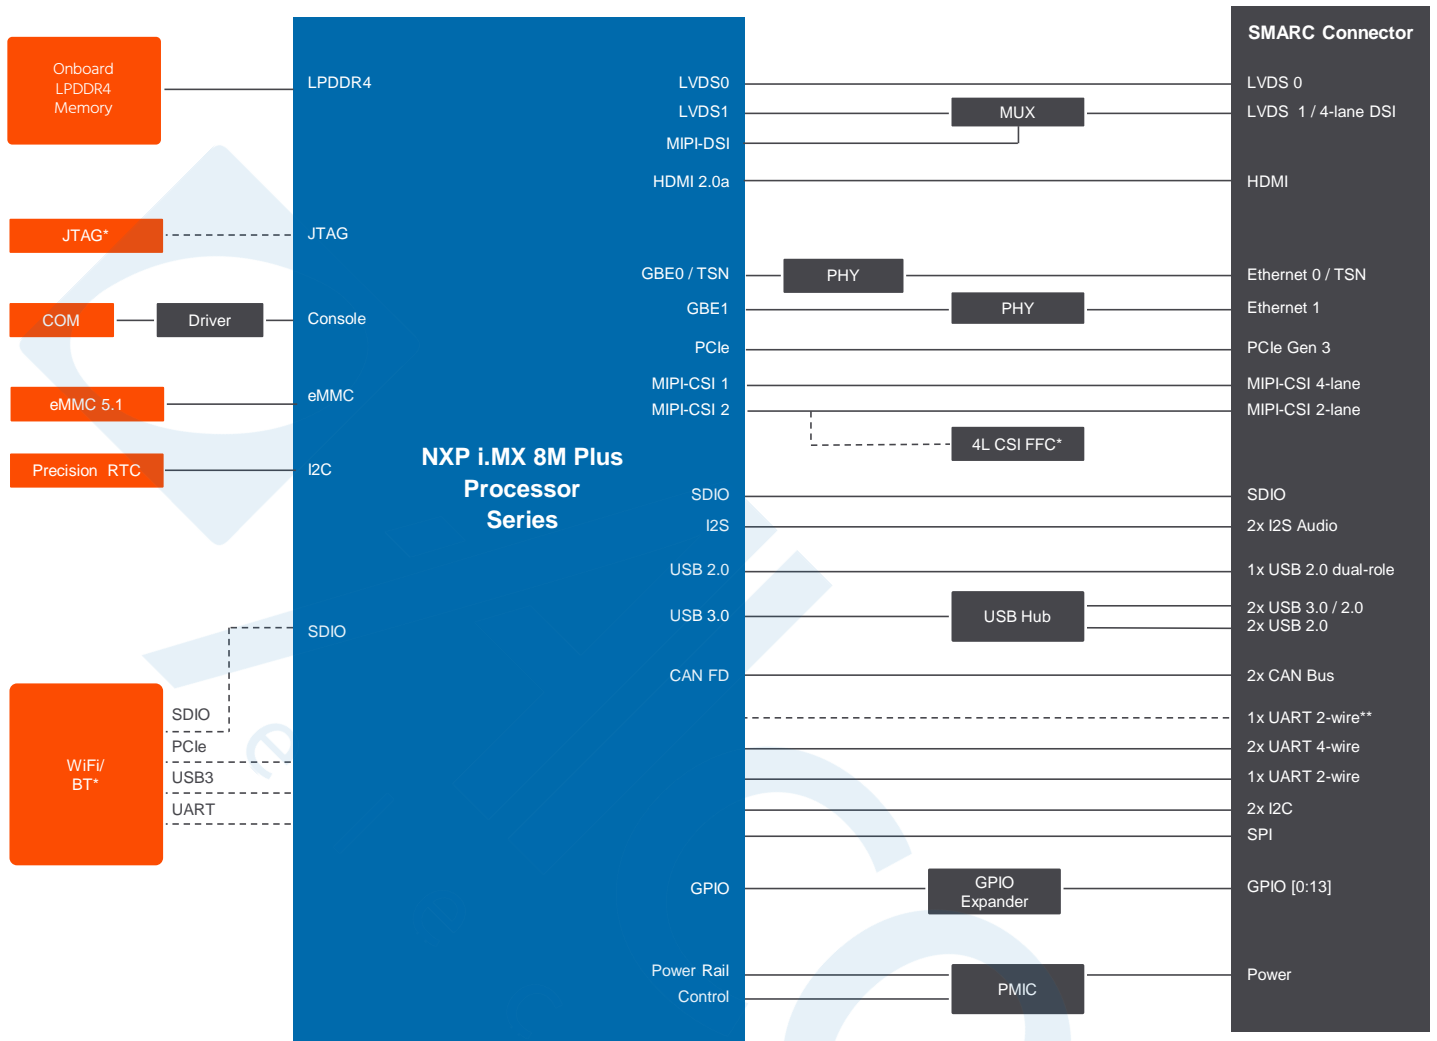 SMARC Connector
Onboard
LPDDR4
Memory
LPDDR4
LVDS0
LVDS 0
LVDS1
MUX
LVDS 1 / 4-lane DSI
MIPI-DSI
HDMI 2.0a
HDMI
JTAG*
JTAG
GBE0 / TSN
PHY
Ethernet 0 / TSN
COM
Driver
Console
GBE1
PHY
Ethernet 1
PCIe
PCIe Gen 3
MIPI-CSI 1
MIPI-CSI 4-lane
eMMC 5.1
eMMC
MIPI-CSI 2
MIPI-CSI 2-lane
4L CSI FFC*
Precision RTC
I2C
NXP i.MX 8M Plus
Processor
Series
SDIO
SDIO
I2S
2x I2S Audio
USB 2.0
1x USB 2.0 dual-role
USB 3.0
USB Hub
2x USB 3.0 / 2.0
2x USB 2.0
SDIO
CAN FD
2x CAN Bus
SDIO
PCIe
USB3
UART
WiFi/
BT*
1x UART 2-wire**
2x UART 4-wire
1x UART 2-wire
2x I2C
SPI
GPIO
GPIO
Expander
GPIO [0:13]
Power Rail
Control
PMIC
Power